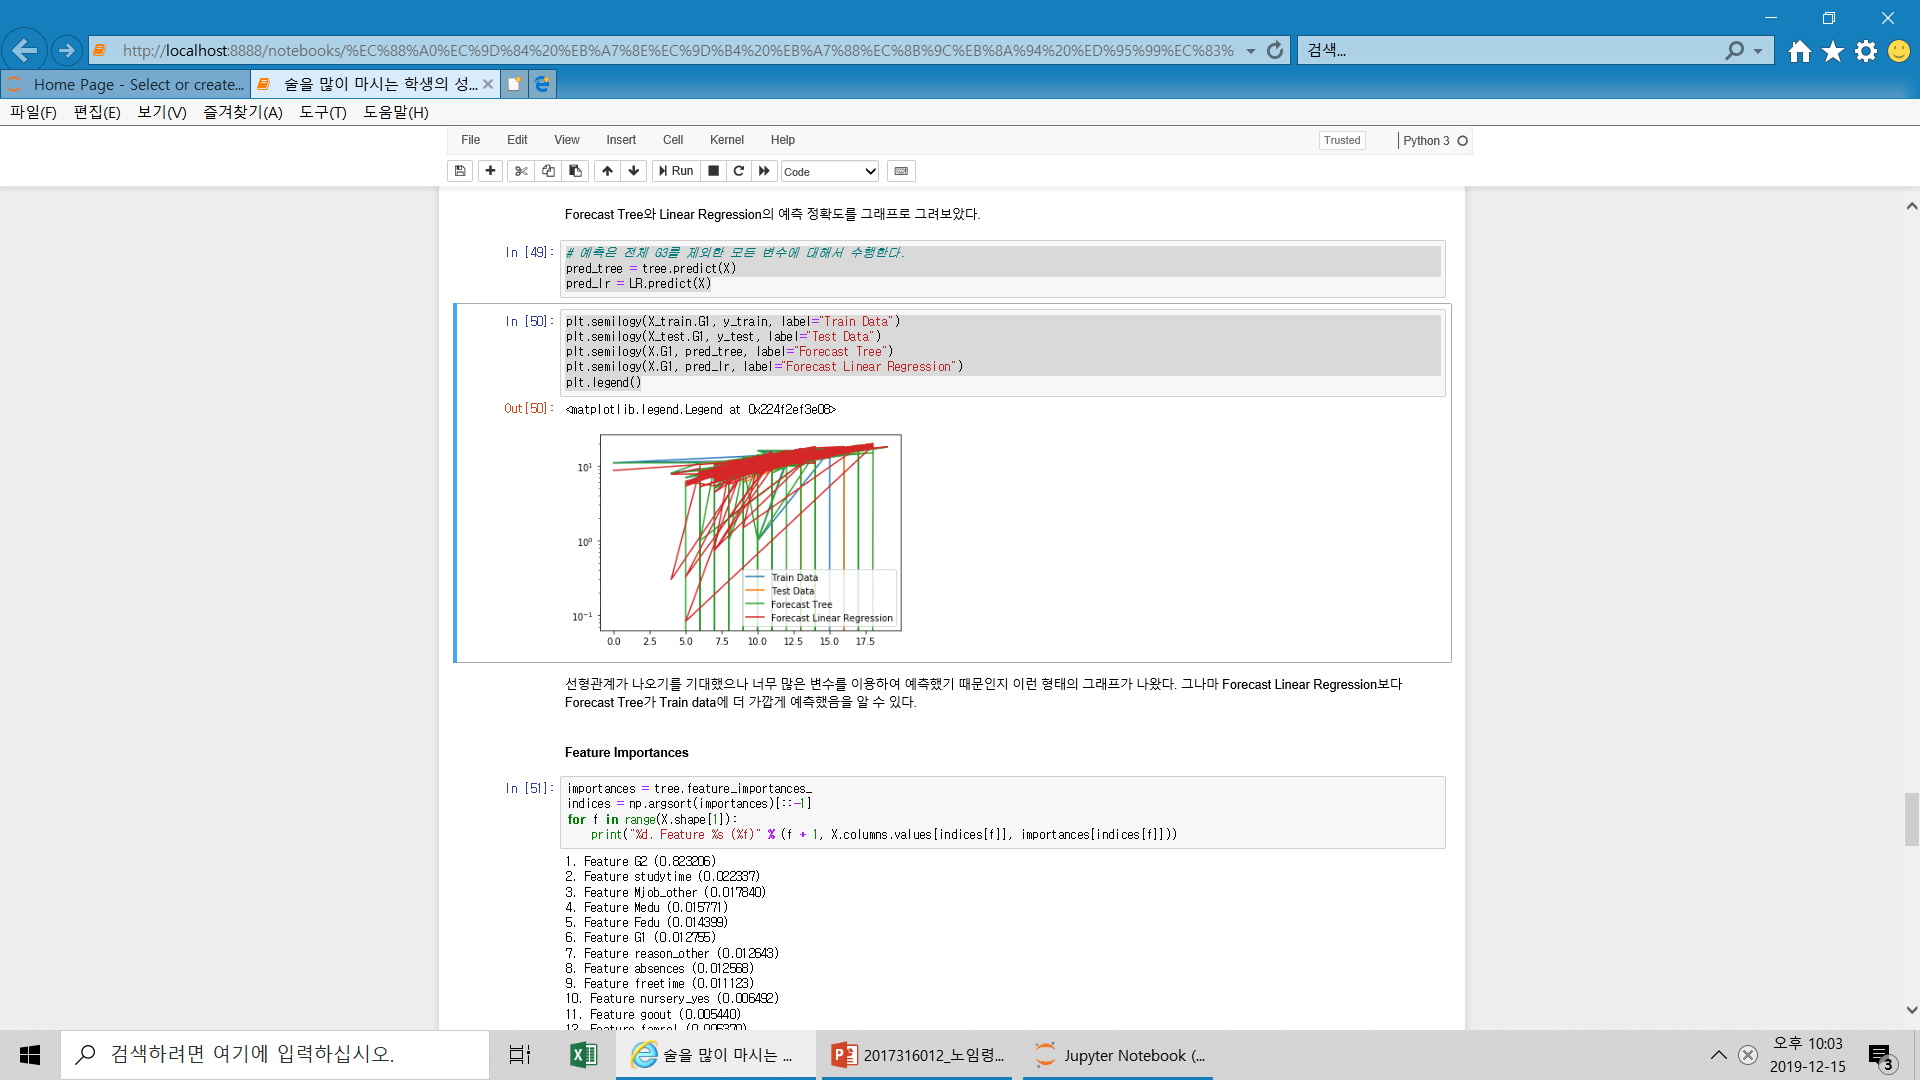 http://localhost:8888/notebooks/%EC%88%A0%EC%9D%84%20%EB%A7%8E%EC%9D%B4%20%EB%A7%88%EC%8B%9C%EB%8A%94%20%ED%95%99%EC%83%
검색...
Home Page - Select or create...
술을 많이 마시는 학생의 성...
파일(F) 편집(E) 보기(V) 즐겨찾기(A) 도구(T) 도움말(H)
File Edit View Insert Cell Kernel Help
Trusted
Python 3
Run
Code
Forecast Tree와 Linear Regression의 예측 정확도를 그래프로 그려보았다.
In [49]:
# 예측은 전체 G3를 제외한 모든 변수에 대해서 수행한다.
pred_tree = tree.predict(X)
pred_lr = LR.predict(X)
In [50]:
plt.semilogy(X_train.G1, y_train, label="Train Data")
plt.semilogy(X_test.G1, y_test, label="Test Data")
plt.semilogy(X.G1, pred_tree, label="Forecast Tree")
plt.semilogy(X.G1, pred_lr, label="Forecast Linear Regression")
plt.legend()
Out[50]:
<matplotlib.legend.Legend at 0x224f2ef3e08>
10¹
10⁰
10⁻¹
Train Data
Test Data
Forecast Tree
Forecast Linear Regression
0.0 2.5 5.0 7.5 10.0 12.5 15.0 17.5
선형관계가 나오기를 기대했으나 너무 많은 변수를 이용하여 예측했기 때문인지 이런 형태의 그래프가 나왔다. 그나마 Forecast Linear Regression보다
Forecast Tree가 Train data에 더 가깝게 예측했음을 알 수 있다.
Feature Importances
In [51]:
importances = tree.feature_importances_
indices = np.argsort(importances)[::-1]
for f in range(X.shape[1]):
print("%d. Feature %s (%f)" % (f + 1, X.columns.values[indices[f]], importances[indices[f]]))
1. Feature G2 (0.823206)
2. Feature studytime (0.022337)
3. Feature Mjob_other (0.017840)
4. Feature Medu (0.015771)
5. Feature Fedu (0.014399)
6. Feature G1 (0.012755)
7. Feature reason_other (0.012643)
8. Feature absences (0.012568)
9. Feature freetime (0.011123)
10. Feature nursery_yes (0.006492)
11. Feature goout (0.005440)
12. Feature famrel (0.005370)
검색하려면 여기에 입력하십시오.
술을 많이 마시는 ...
2017316012_노임령...
Jupyter Notebook (...
오후 10:03
2019-12-15
3